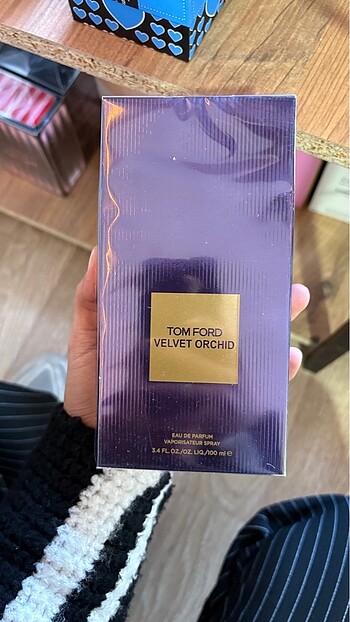 TOM FORD
VELVET ORCHID
EAU DE PARFUM
VAPORISATEUR SPRAY
3.4 FL.OZ./OZ. LIQ./100 ml ℮